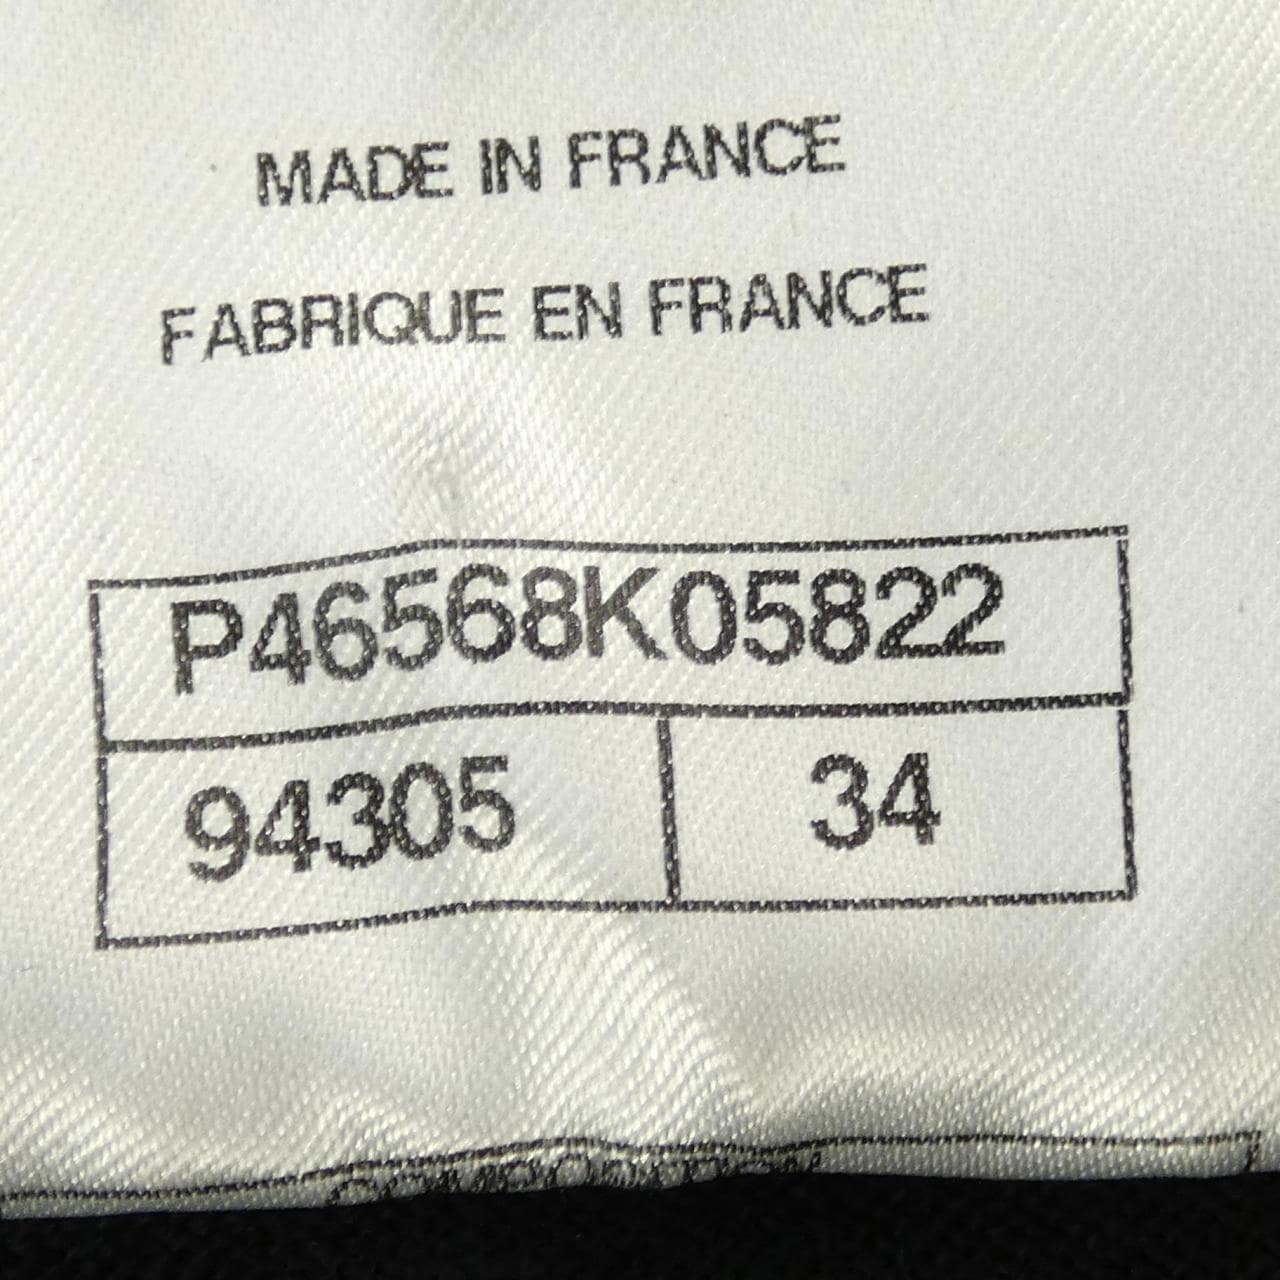 MADE IN FRANCE
FABRIQUE EN FRANCE
P46568K05822
94305 34